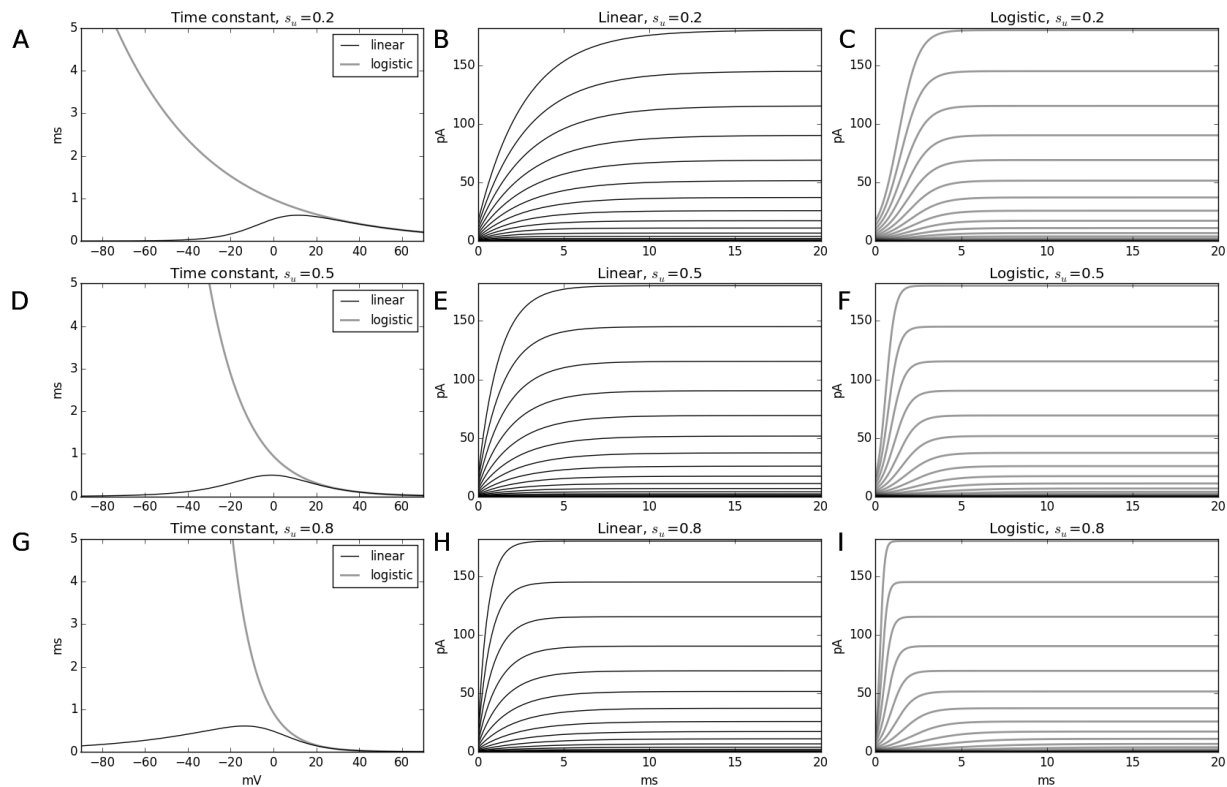 A
Time constant, s_u=0.2
5
4
3
2
1
0
ms
linear
logistic
−80 −60 −40 −20 0 20 40 60
B
Linear, s_u=0.2
150
100
50
0
pA
0 5 10 15 20
C
Logistic, s_u=0.2
150
100
50
0
pA
0 5 10 15 20
D
Time constant, s_u=0.5
5
4
3
2
1
0
ms
linear
logistic
−80 −60 −40 −20 0 20 40 60
E
Linear, s_u=0.5
150
100
50
0
pA
0 5 10 15 20
F
Logistic, s_u=0.5
150
100
50
0
pA
0 5 10 15 20
G
Time constant, s_u=0.8
5
4
3
2
1
0
ms
linear
logistic
−80 −60 −40 −20 0 20 40 60
mV
H
Linear, s_u=0.8
150
100
50
0
pA
0 5 10 15 20
ms
I
Logistic, s_u=0.8
150
100
50
0
pA
0 5 10 15 20
ms